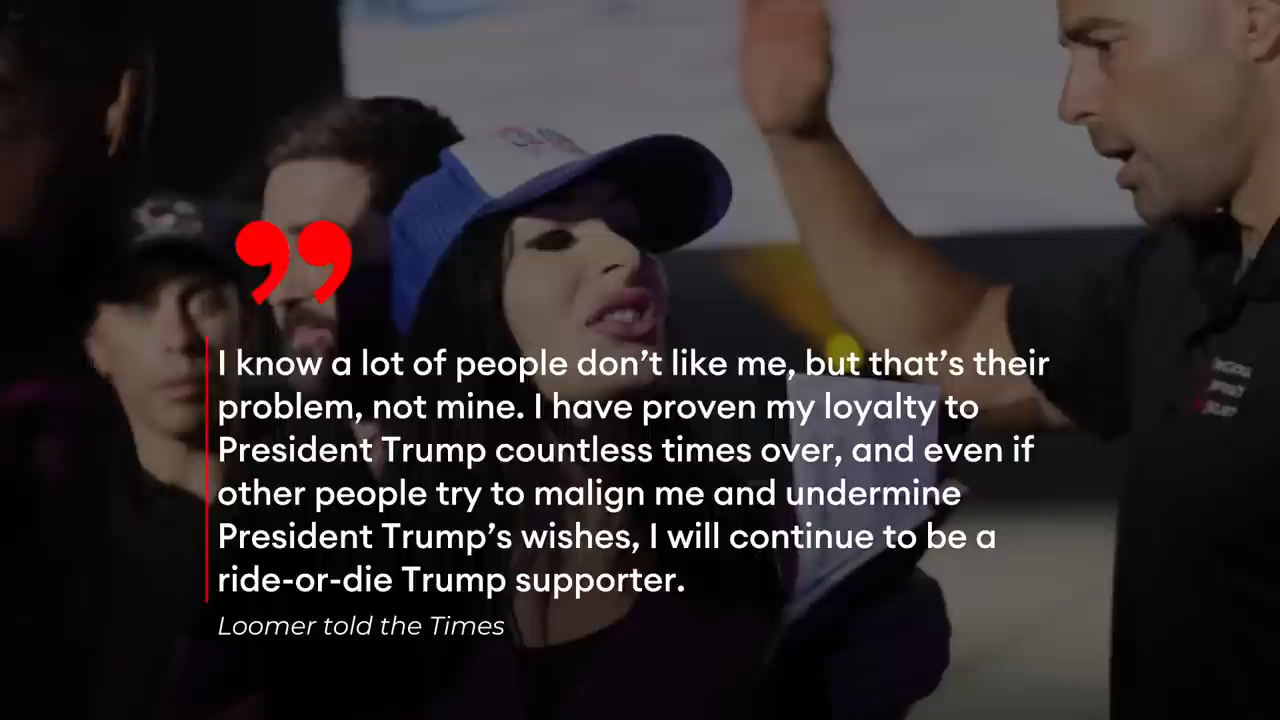 I know a lot of people don’t like me, but that’s their
problem, not mine. I have proven my loyalty to
President Trump countless times over, and even if
other people try to malign me and undermine
President Trump’s wishes, I will continue to be a
ride-or-die Trump supporter.
Loomer told the Times